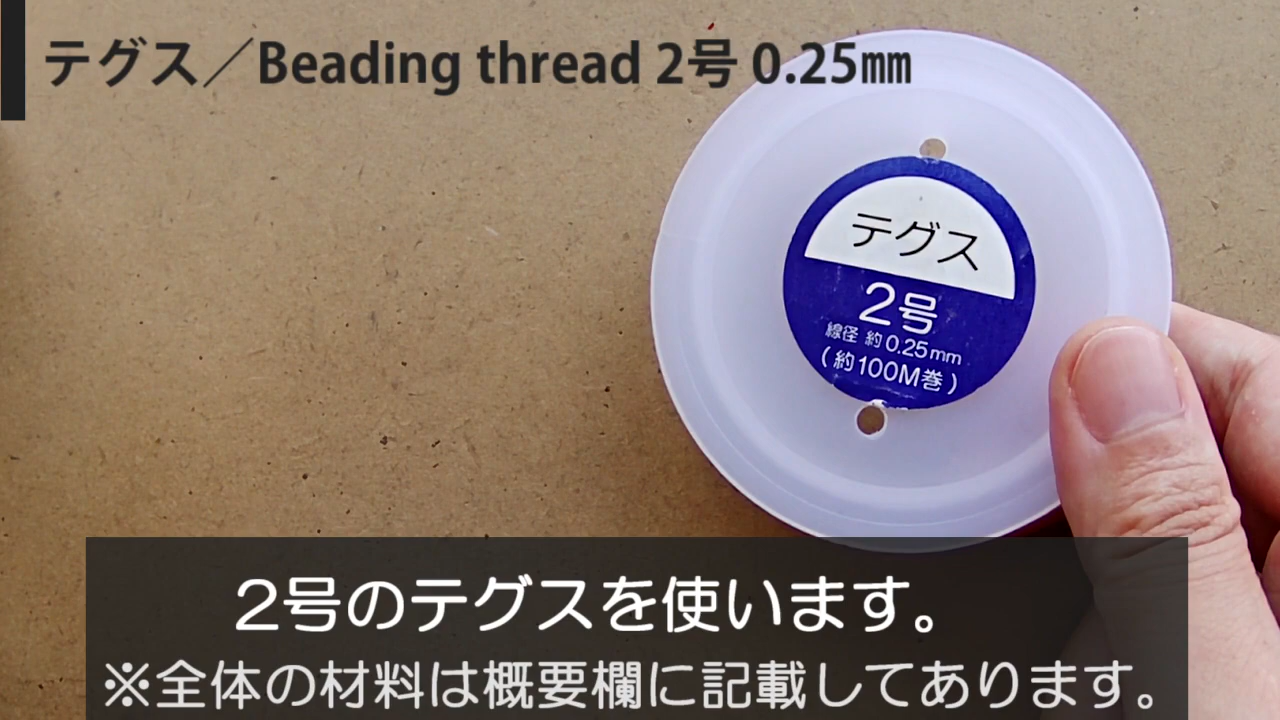 テグス／Beading thread 2号 0.25㎜
テグス
2号
線径 約0.25mm
(約100M巻)
2号のテグスを使います。
※全体の材料は概要欄に記載してあります。